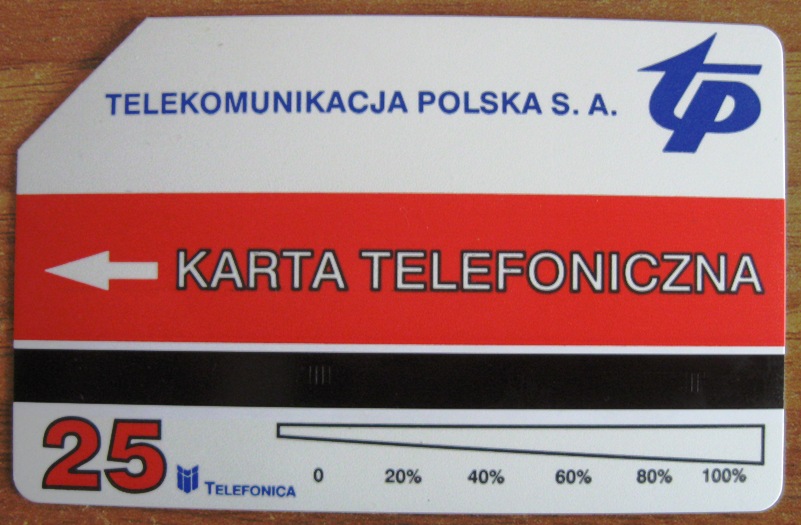 TELEKOMUNIKACJA POLSKA S. A.
tp
KARTA TELEFONICZNA
25
TELEFONICA
0 20% 40% 60% 80% 100%